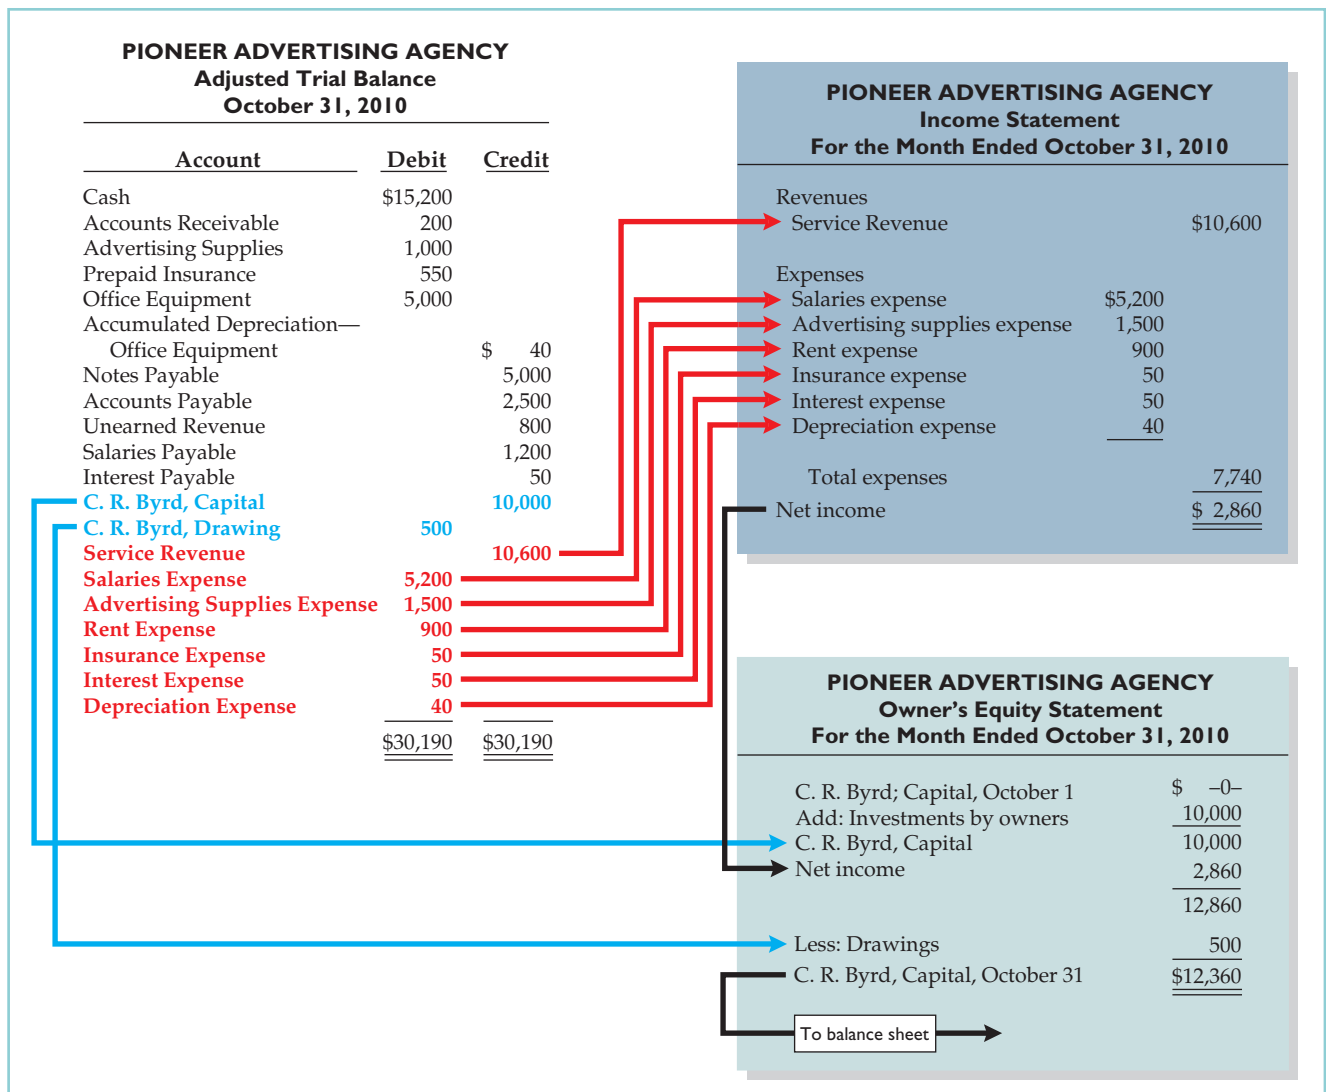 PIONEER ADVERTISING AGENCY
Adjusted Trial Balance
October 31, 2010
Account Debit Credit
Cash $15,200
Accounts Receivable 200
Advertising Supplies 1,000
Prepaid Insurance 550
Office Equipment 5,000
Accumulated Depreciation—
Office Equipment $ 40
Notes Payable 5,000
Accounts Payable 2,500
Unearned Revenue 800
Salaries Payable 1,200
Interest Payable 50
C. R. Byrd, Capital 10,000
C. R. Byrd, Drawing 500
Service Revenue 10,600
Salaries Expense 5,200
Advertising Supplies Expense 1,500
Rent Expense 900
Insurance Expense 50
Interest Expense 50
Depreciation Expense 40
$30,190 $30,190
PIONEER ADVERTISING AGENCY
Income Statement
For the Month Ended October 31, 2010
Revenues
Service Revenue $10,600
Expenses
Salaries expense $5,200
Advertising supplies expense 1,500
Rent expense 900
Insurance expense 50
Interest expense 50
Depreciation expense 40
Total expenses 7,740
Net income $ 2,860
PIONEER ADVERTISING AGENCY
Owner's Equity Statement
For the Month Ended October 31, 2010
C. R. Byrd; Capital, October 1 $ –0–
Add: Investments by owners 10,000
C. R. Byrd, Capital 10,000
Net income 2,860
12,860
Less: Drawings 500
C. R. Byrd, Capital, October 31 $12,360
To balance sheet